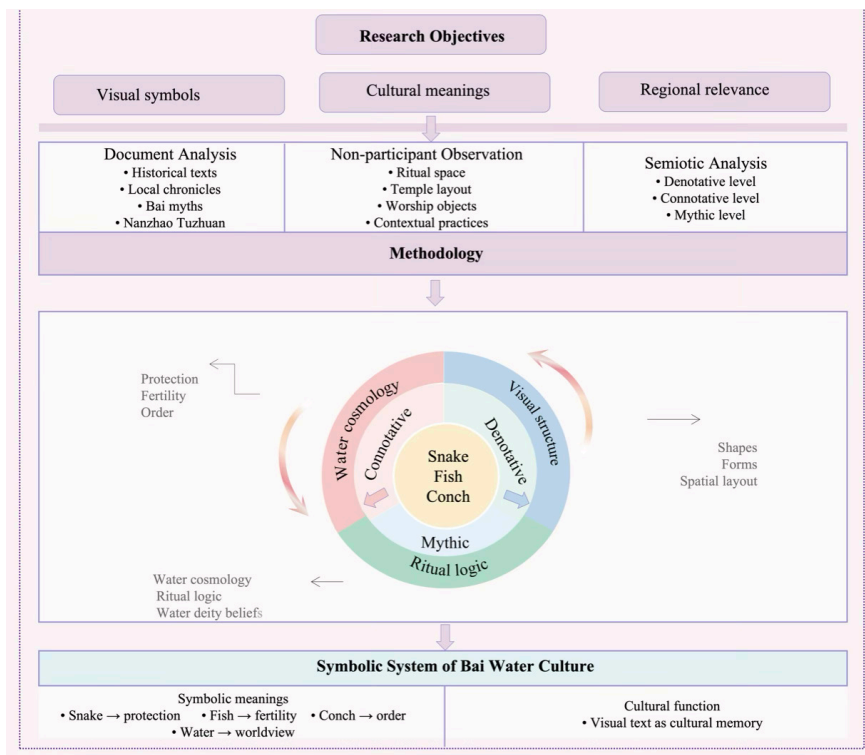 Research Objectives
Visual symbols
Cultural meanings
Regional relevance
Document Analysis
• Historical texts
• Local chronicles
• Bai myths
• Nanzhao Tuzhuan
Non-participant Observation
• Ritual space
• Temple layout
• Worship objects
• Contextual practices
Semiotic Analysis
• Denotative level
• Connotative level
• Mythic level
Methodology
Protection
Fertility
Order
Water cosmology
Connotative
Visual structure
Denotative
Snake
Fish
Conch
Mythic
Ritual logic
Shapes
Forms
Spatial layout
Water cosmology
Ritual logic
Water deity beliefs
Symbolic System of Bai Water Culture
Symbolic meanings
• Snake → protection • Fish → fertility • Conch → order
• Water → worldview
Cultural function
• Visual text as cultural memory